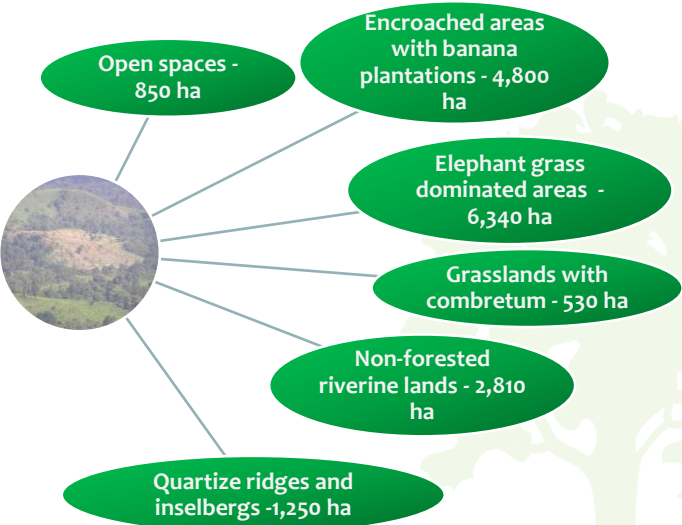 Open spaces -
850 ha
Encroached areas
with banana
plantations - 4,800
ha
Elephant grass
dominated areas -
6,340 ha
Grasslands with
combretum - 530 ha
Non-forested
riverine lands - 2,810
ha
Quartize ridges and
inselbergs -1,250 ha